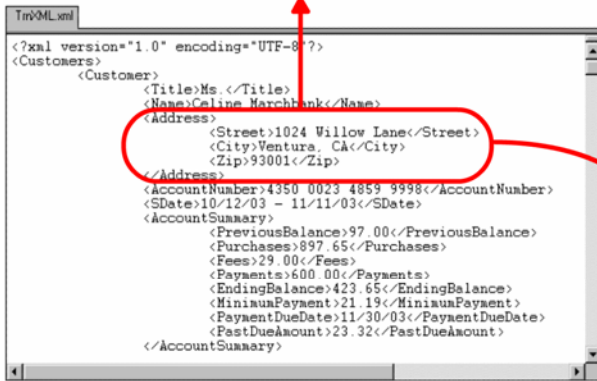 TmXML.xml
<?xml version="1.0" encoding="UTF-8"?>
<Customers>
<Customer>
<Title>Ms.</Title>
<Name>Celine Marchbank</Name>
<Address>
<Street>1024 Willow Lane</Street>
<City>Ventura, CA</City>
<Zip>93001</Zip>
</Address>
<AccountNumber>4350 0023 4859 9998</AccountNumber>
<SDate>10/12/03 - 11/11/03</SDate>
<AccountSummary>
<PreviousBalance>97.00</PreviousBalance>
<Purchases>897.65</Purchases>
<Fees>29.00</Fees>
<Payments>600.00</Payments>
<EndingBalance>423.65</EndingBalance>
<MinimumPayment>21.19</MinimumPayment>
<PaymentDueDate>11/30/03</PaymentDueDate>
<PastDueAmount>23.32</PastDueAmount>
</AccountSummary>